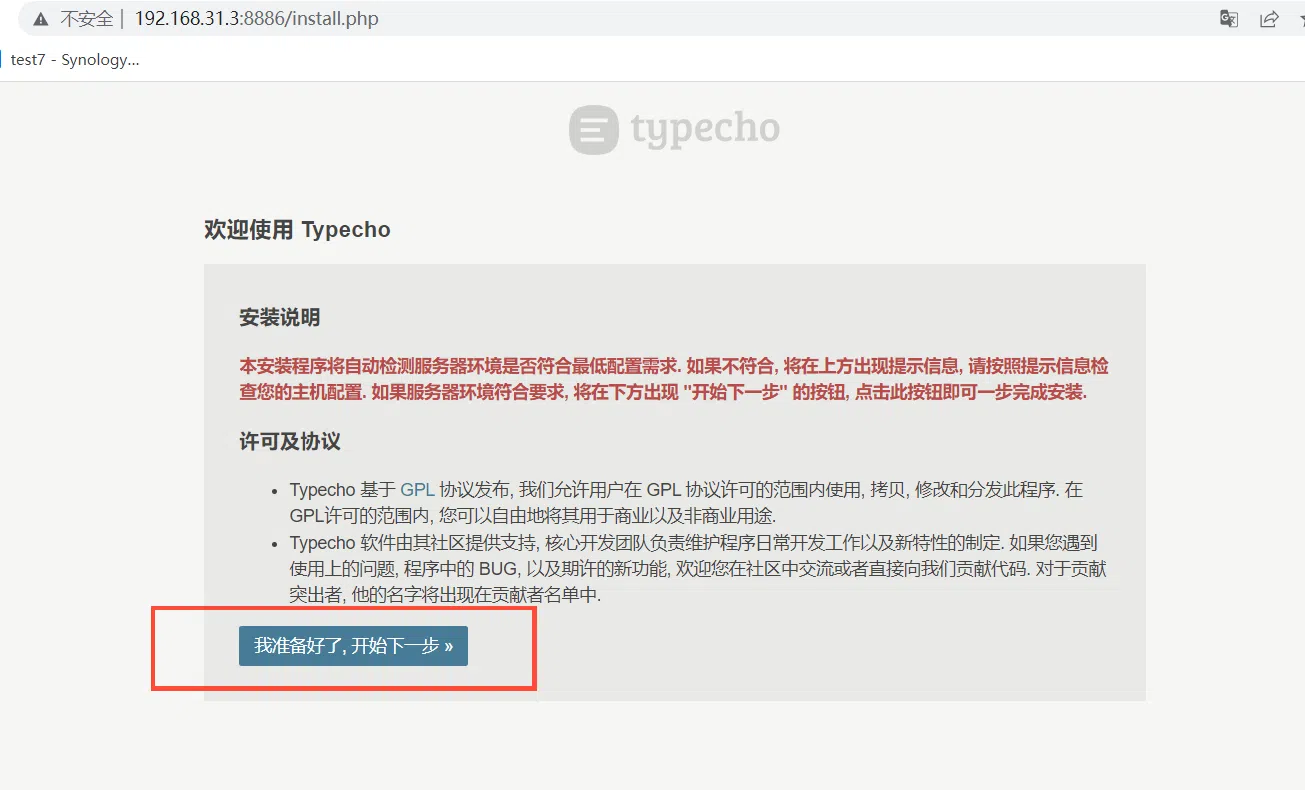 不安全 | 192.168.31.3:8886/install.php
test7 - Synology...
typecho
欢迎使用 Typecho
安装说明
本安装程序将自动检测服务器环境是否符合最低配置需求. 如果不符合, 将在上方出现提示信息, 请按照提示信息检
查您的主机配置. 如果服务器环境符合要求, 将在下方出现 "开始下一步" 的按钮, 点击此按钮即可一步完成安装.
许可及协议
• Typecho 基于 GPL 协议发布, 我们允许用户在 GPL 协议许可的范围内使用, 拷贝, 修改和分发此程序. 在
GPL许可的范围内, 您可以自由地将其用于商业以及非商业用途.
• Typecho 软件由其社区提供支持, 核心开发团队负责维护程序日常开发工作以及新特性的制定. 如果您遇到
使用上的问题, 程序中的 BUG, 以及期许的新功能, 欢迎您在社区中交流或者直接向我们贡献代码. 对于贡献
突出者, 他的名字将出现在贡献者名单中.
我准备好了, 开始下一步 »